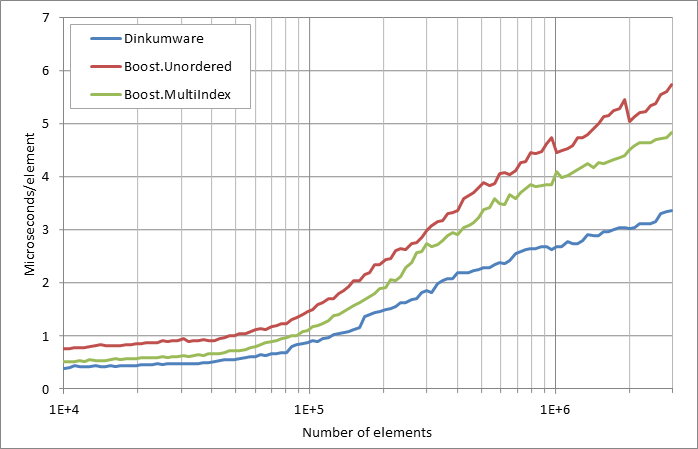 7
6
5
4
3
2
1
0
Microseconds/element
Dinkumware
Boost.Unordered
Boost.MultiIndex
1E+4 1E+5 1E+6
Number of elements